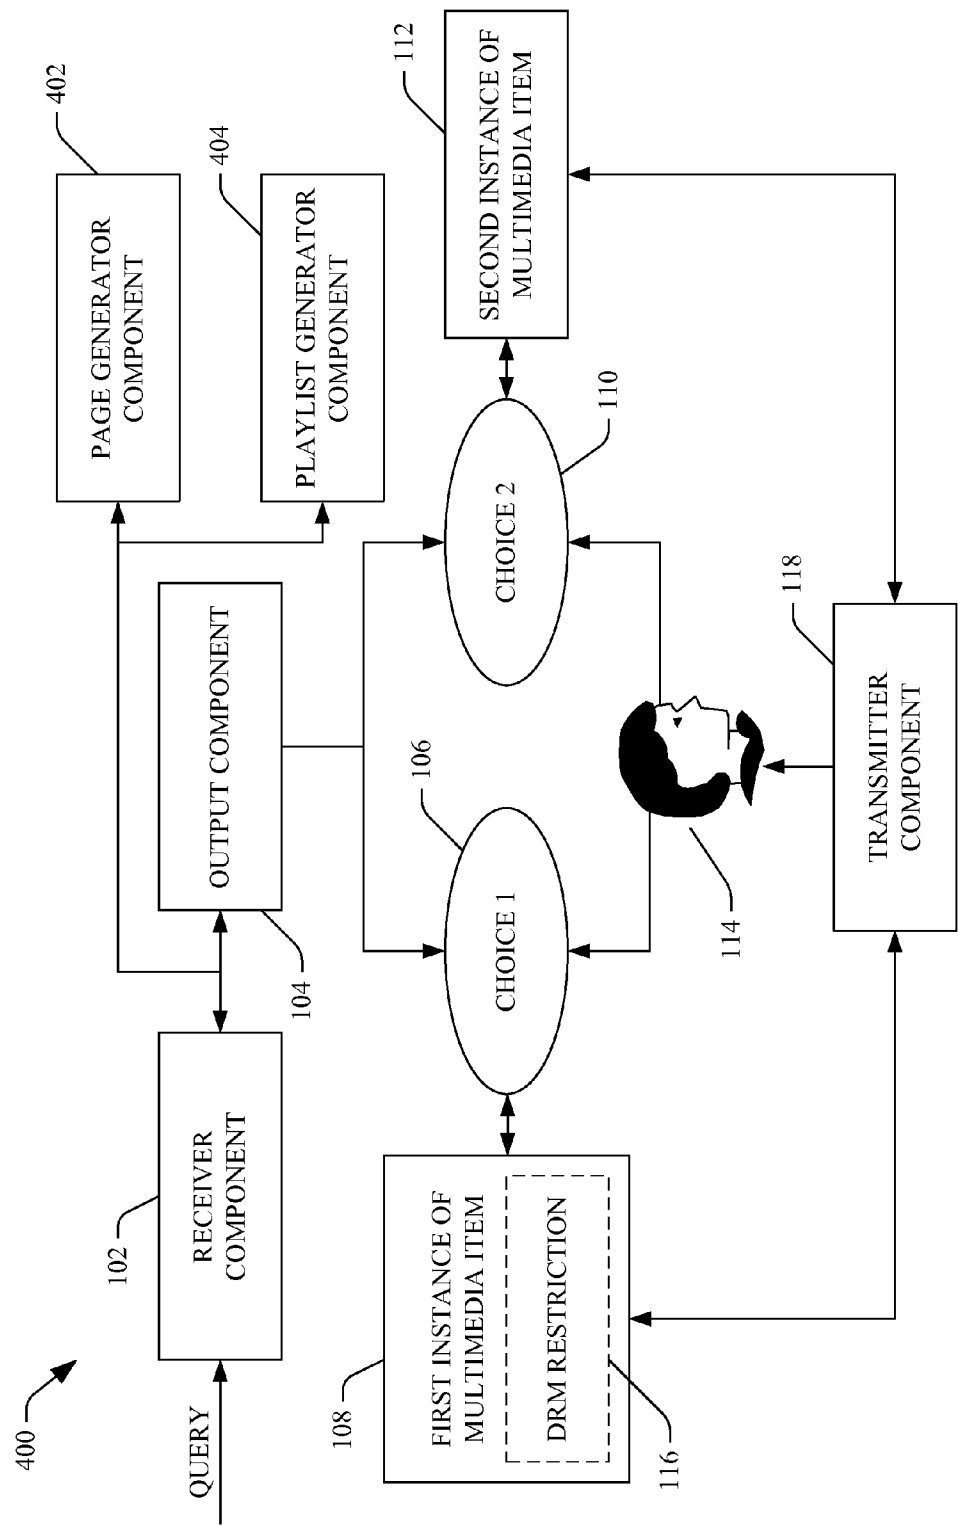 400
QUERY
102
RECEIVER
COMPONENT
104
OUTPUT COMPONENT
402
PAGE GENERATOR
COMPONENT
404
PLAYLIST GENERATOR
COMPONENT
108
FIRST INSTANCE OF
MULTIMEDIA ITEM
DRM RESTRICTION
116
106
CHOICE 1
CHOICE 2
110
112
SECOND INSTANCE OF
MULTIMEDIA ITEM
114
118
TRANSMITTER
COMPONENT